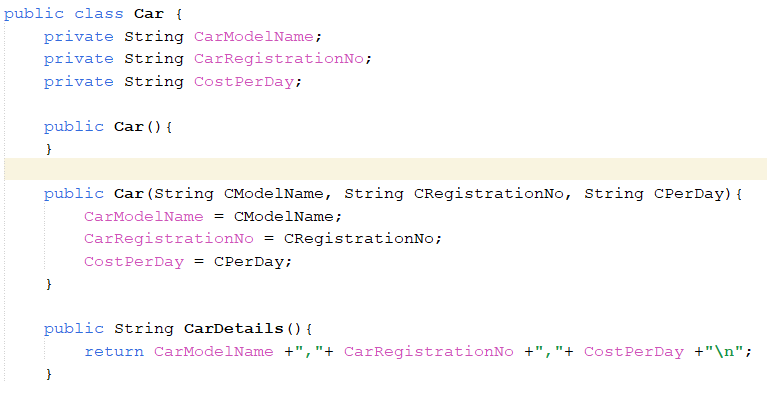 public class Car {
    private String CarModelName;
    private String CarRegistrationNo;
    private String CostPerDay;

    public Car(){
    }

    public Car(String CModelName, String CRegistrationNo, String CPerDay){
        CarModelName = CModelName;
        CarRegistrationNo = CRegistrationNo;
        CostPerDay = CPerDay;
    }

    public String CarDetails(){
        return CarModelName +","+ CarRegistrationNo +","+ CostPerDay +"\n";
    }